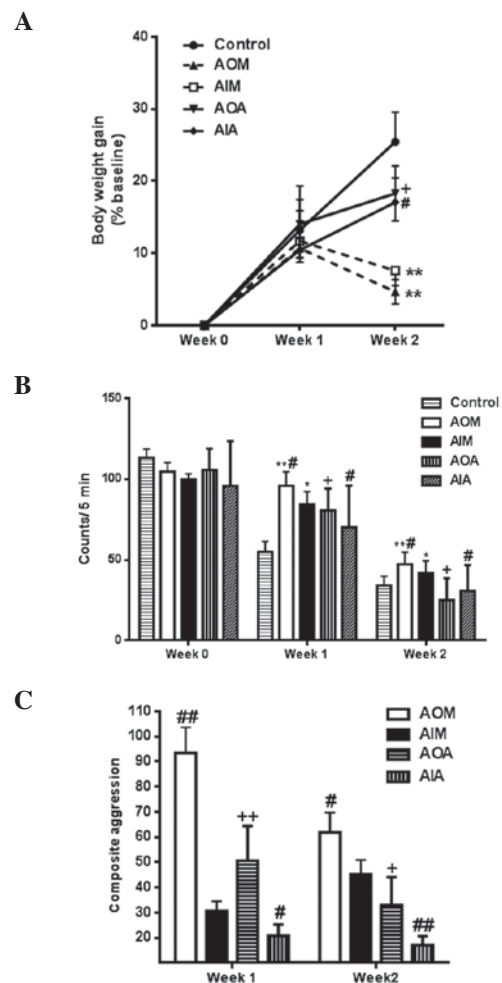 A
Control
AOM
AIM
AOA
AIA
Body weight gain
(% baseline)
40
30
20
10
0
+
#
**
**
Week 0
Week 1
Week 2
B
Control
AOM
AIM
AOA
AIA
Counts/ 5 min
150
100
50
0
**#
*
+
#
**#
*
+
#
Week 0
Week 1
Week 2
C
AOM
AIM
AOA
AIA
Composite aggression
110
100
90
80
70
60
50
40
30
20
##
++
#
#
+
##
Week 1
Week2